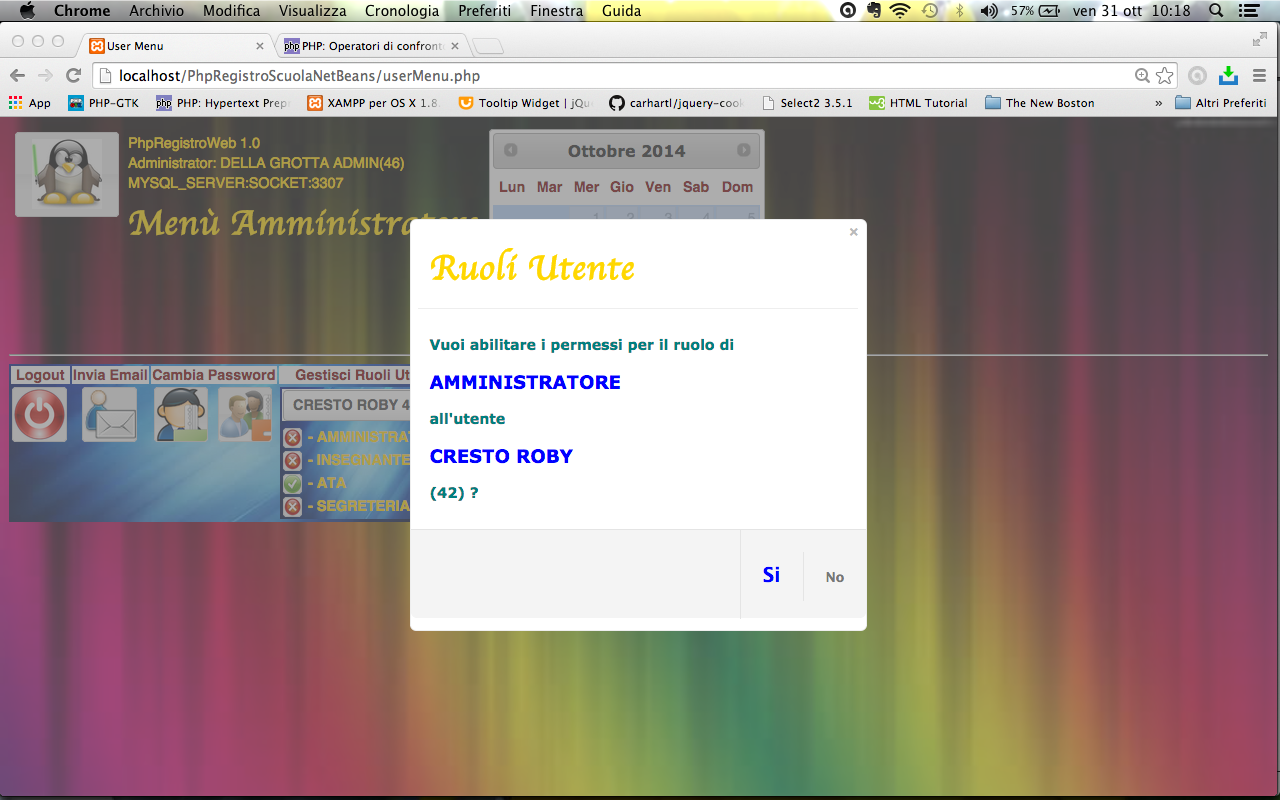 Chrome Archivio Modifica Visualizza Cronologia Preferiti Finestra Guida 57% ven 31 ott 10:18
User Menu × PHP: Operatori di confront ×
localhost/PhpRegistroScuolaNetBeans/userMenu.php
App PHP-GTK PHP: Hypertext Prep XAMPP per OS X 1.8. Tooltip Widget | jQu carhartl/jquery-cook Select2 3.5.1 HTML Tutorial The New Boston » Altri Preferiti
PhpRegistroWeb 1.0
Administrator: DELLA GROTTA ADMIN(46)
MYSQL_SERVER:SOCKET:3307
Menù Amministratore
Ottobre 2014
Lun Mar Mer Gio Ven Sab Dom
1 2 3 4 5
×
Ruoli Utente
Vuoi abilitare i permessi per il ruolo di
AMMINISTRATORE
all'utente
CRESTO ROBY
(42) ?
Si No
Logout Invia Email Cambia Password Gestisci Ruoli Ut
CRESTO ROBY 4
- AMMINISTRAT
- INSEGNANTE
- ATA
- SEGRETERIA